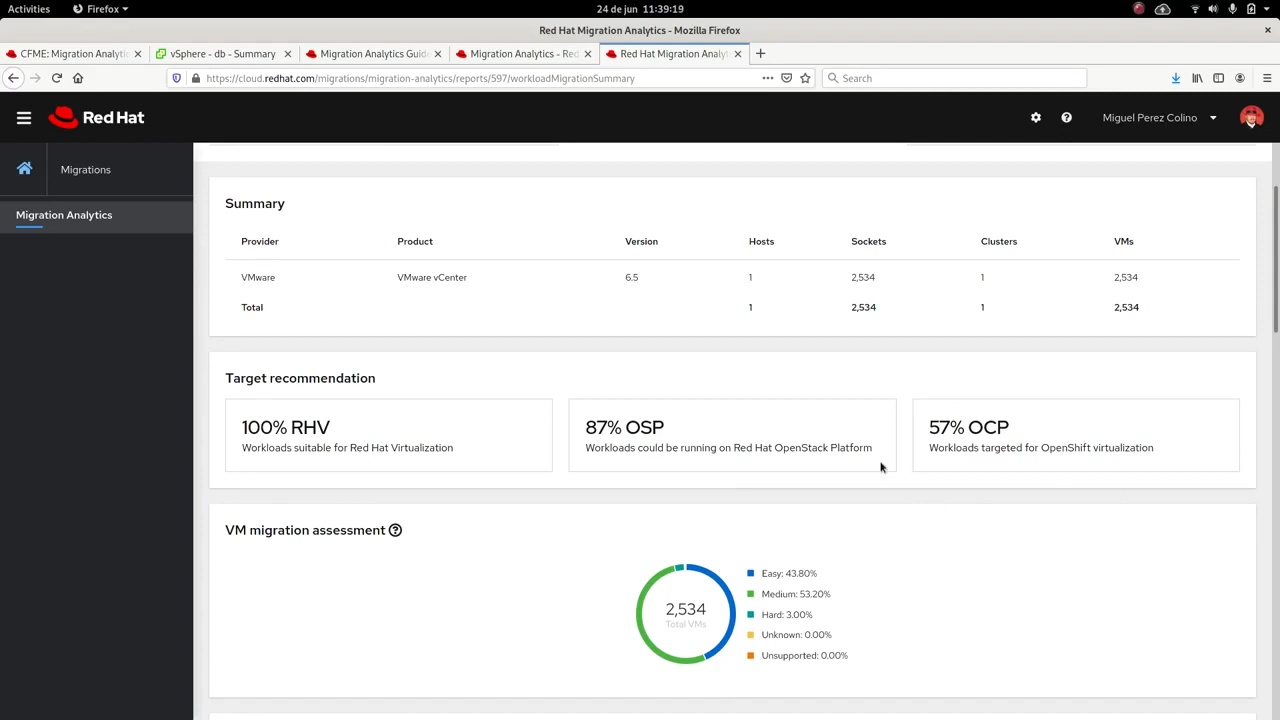 Activities Firefox 24 de jun 11:39:19
Red Hat Migration Analytics - Mozilla Firefox
CFME: Migration Analytic vSphere - db - Summary Migration Analytics Guid Migration Analytics - Red Red Hat Migration Analyt
https://cloud.redhat.com/migrations/migration-analytics/reports/597/workloadMigrationSummary Search
Red Hat Miguel Perez Colino
Migrations
Migration Analytics
Summary
Provider Product Version Hosts Sockets Clusters VMs
VMware VMware vCenter 6.5 1 2,534 1 2,534
Total 1 2,534 1 2,534
Target recommendation
100% RHV 87% OSP 57% OCP
Workloads suitable for Red Hat Virtualization Workloads could be running on Red Hat OpenStack Platform Workloads targeted for OpenShift virtualization
VM migration assessment
2,534
Total VMs
Easy: 43.80%
Medium: 53.20%
Hard: 3.00%
Unknown: 0.00%
Unsupported: 0.00%